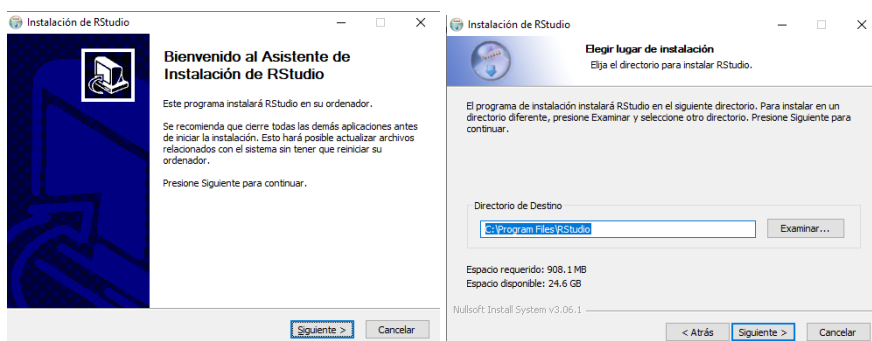 Instalación de RStudio
Bienvenido al Asistente de
Instalación de RStudio
Este programa instalará RStudio en su ordenador.
Se recomienda que cierre todas las demás aplicaciones antes
de iniciar la instalación. Esto hará posible actualizar archivos
relacionados con el sistema sin tener que reiniciar su
ordenador.
Presione Siguiente para continuar.
Siguiente >
Cancelar
Instalación de RStudio
Elegir lugar de instalación
Elija el directorio para instalar RStudio.
El programa de instalación instalará RStudio en el siguiente directorio. Para instalar en un
directorio diferente, presione Examinar y seleccione otro directorio. Presione Siguiente para
continuar.
Directorio de Destino
C:\Program Files\RStudio
Examinar...
Espacio requerido: 908.1 MB
Espacio disponible: 24.6 GB
Nullsoft Install System v3.06.1
< Atrás
Siguiente >
Cancelar